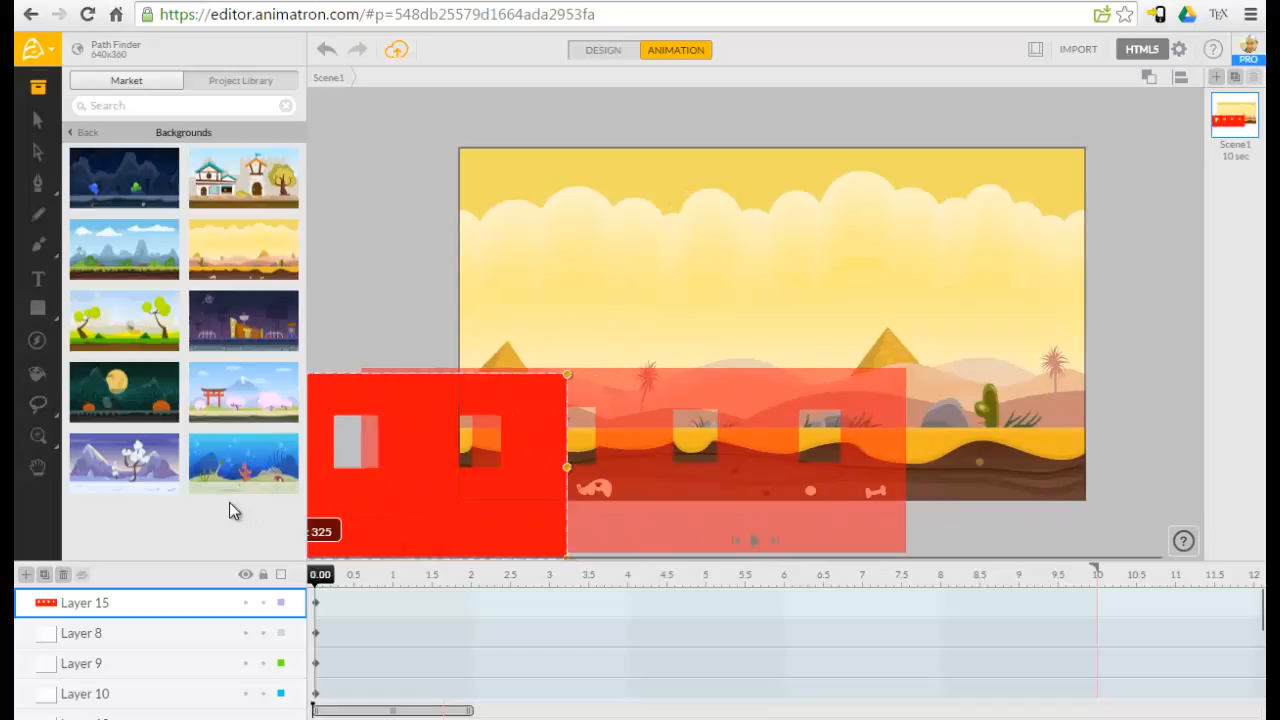 https://editor.animatron.com/#p=548db25579d1664ada2953fa
TEX
Path Finder
640x360
DESIGN
ANIMATION
IMPORT
HTML5
?
PRO
Market
Project Library
Scene1
Search
Back
Backgrounds
Scene1
10 sec
325
?
0.00 0.5 1 1.5 2 2.5 3 3.5 4 4.5 5 5.5 6 6.5 7 7.5 8 8.5 9 9.5 10 10.5 11 11.5 12
Layer 15
Layer 8
Layer 9
Layer 10